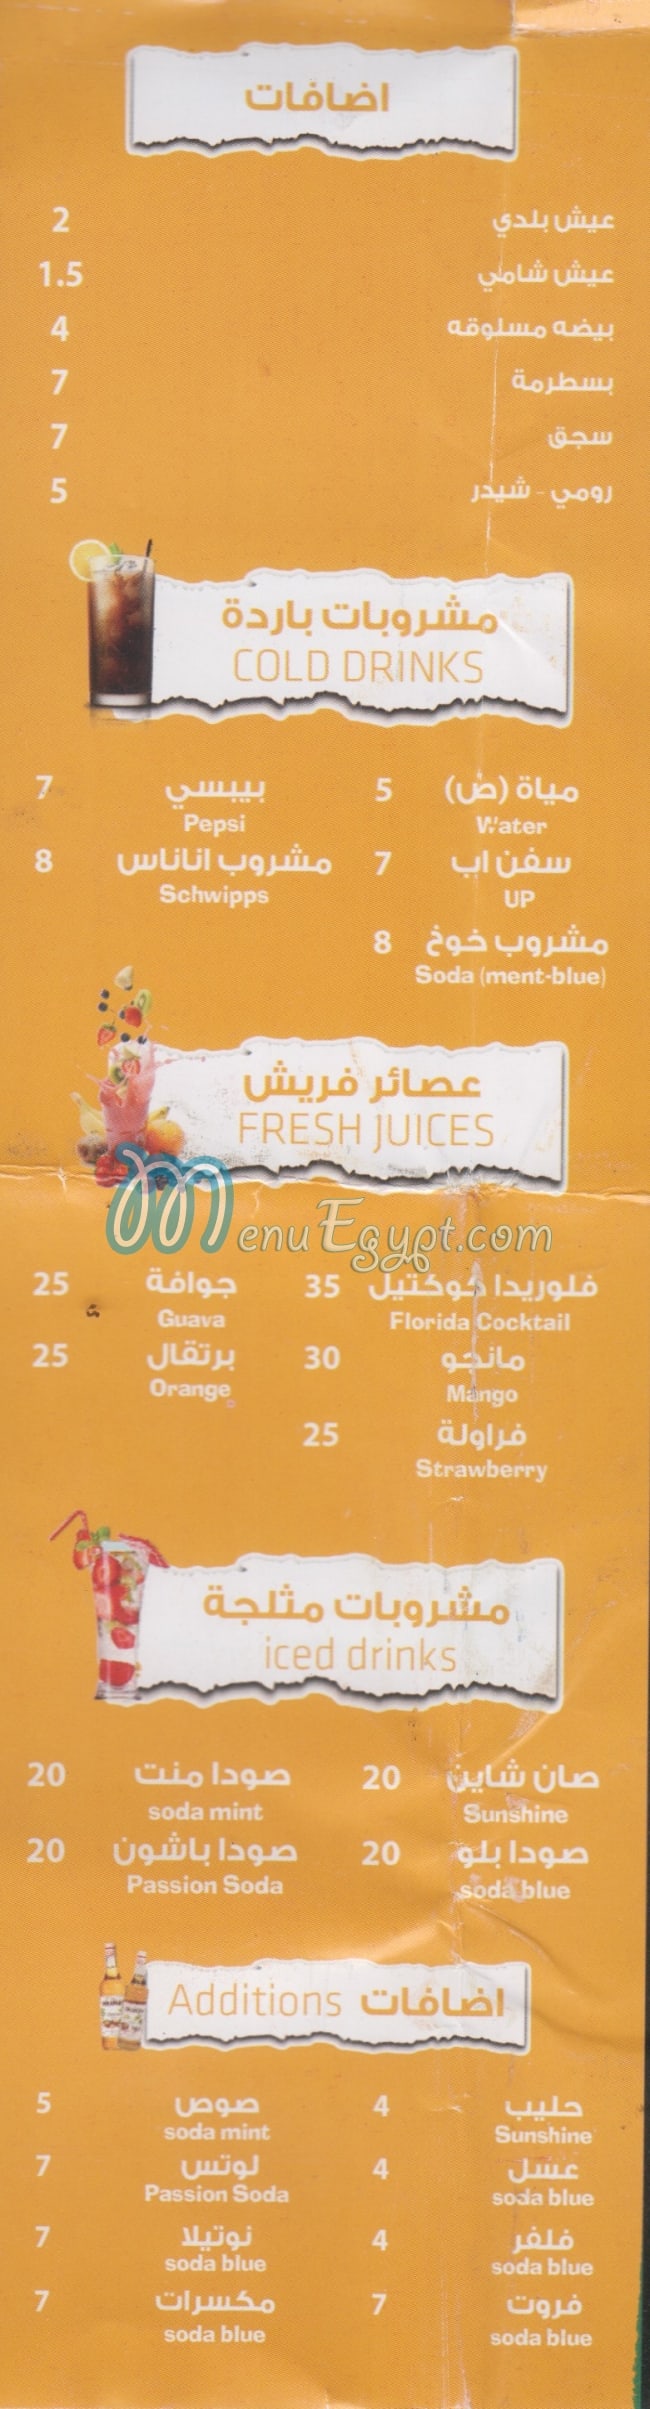 اضافات
عيش بلدي 2
عيش شامي 1.5
بيضه مسلوقه 4
بسطرمة 7
سجق 7
رومي - شيدر 5
مشروبات باردة
COLD DRINKS
مياة (ص) 5 بيبسي 7
Water Pepsi
سفن اب 7 مشروب اناناس 8
UP Schwipps
مشروب خوخ 8
Soda (ment-blue)
عصائر فريش
FRESH JUICES
MenuEgypt.com
فلوريدا كوكتيل 35 جوافة 25
Florida Cocktail Guava
مانجو 30 برتقال 25
Mango Orange
فراولة 25
Strawberry
مشروبات مثلجة
iced drinks
صان شاين 20 صودا منت 20
Sunshine soda mint
صودا بلو 20 صودا باشون 20
soda blue Passion Soda
اضافات Additions
حليب 4 صوص 5
Sunshine soda mint
عسل 4 لوتس 7
soda blue Passion Soda
فلفر 4 نوتيلا 7
soda blue soda blue
فروت 7 مكسرات 7
soda blue soda blue